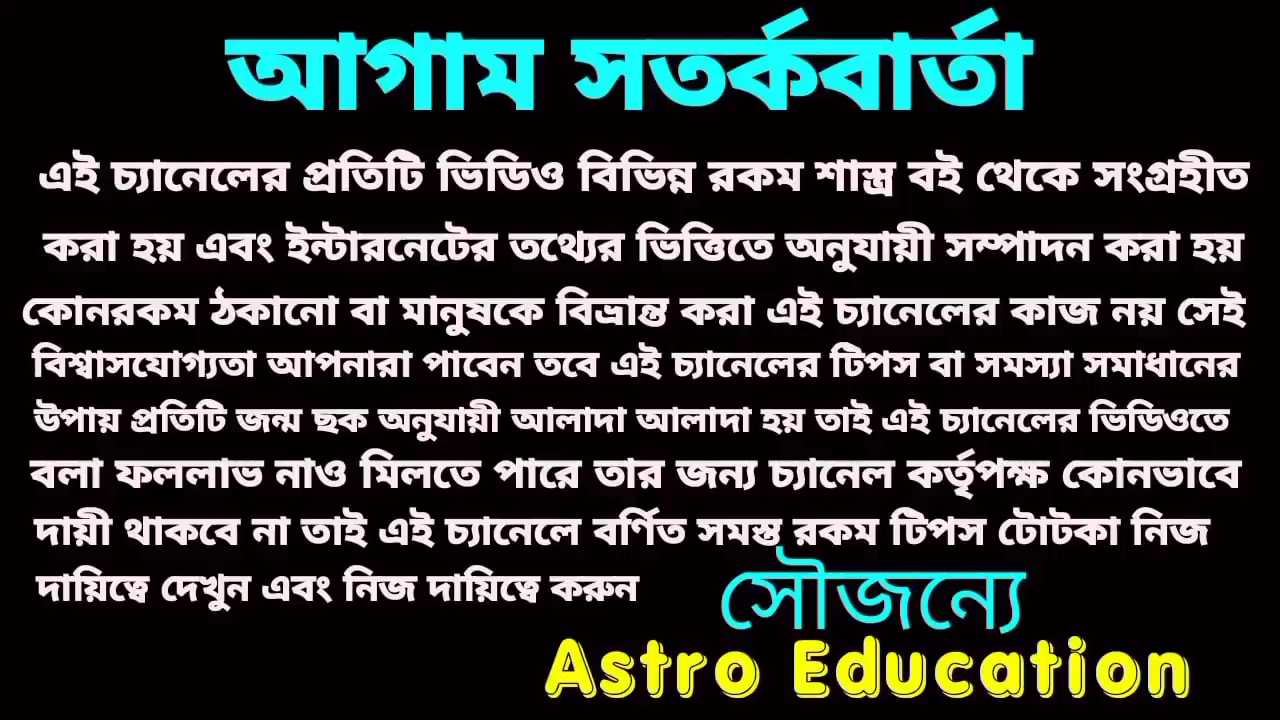 আগাম সতর্কবার্তা
এই চ্যানেলের প্রতিটি ভিডিও বিভিন্ন রকম শাস্ত্র বই থেকে সংগ্রহীত
করা হয় এবং ইন্টারনেটের তথ্যের ভিত্তিতে অনুযায়ী সম্পাদন করা হয়
কোনরকম ঠকানো বা মানুষকে বিভ্রান্ত করা এই চ্যানেলের কাজ নয় সেই
বিশ্বাসযোগ্যতা আপনারা পাবেন তবে এই চ্যানেলের টিপস বা সমস্যা সমাধানের
উপায় প্রতিটি জন্ম ছক অনুযায়ী আলাদা আলাদা হয় তাই এই চ্যানেলের ভিডিওতে
বলা ফললাভ নাও মিলতে পারে তার জন্য চ্যানেল কর্তৃপক্ষ কোনভাবে
দায়ী থাকবে না তাই এই চ্যানেলে বর্ণিত সমস্ত রকম টিপস টোটকা নিজ
দায়িত্বে দেখুন এবং নিজ দায়িত্বে করুন
সৌজন্যে
Astro Education